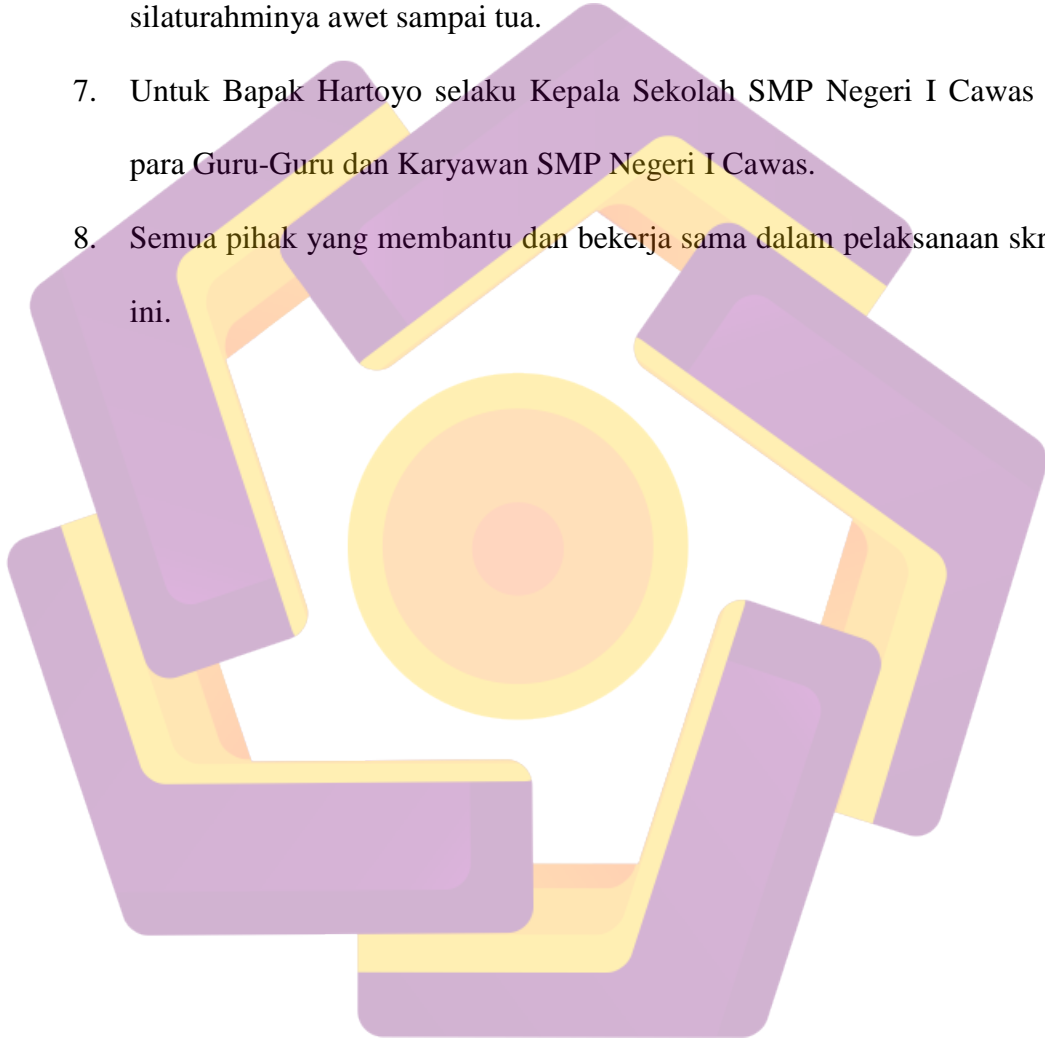 silaturahminya awet sampai tua.
7. Untuk Bapak Hartoyo selaku Kepala Sekolah SMP Negeri I Cawas
para Guru-Guru dan Karyawan SMP Negeri I Cawas.
8. Semua pihak yang membantu dan bekerja sama dalam pelaksanaan skr
ini.